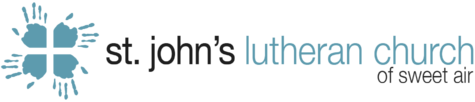 st. john's lutheran church
of sweet air